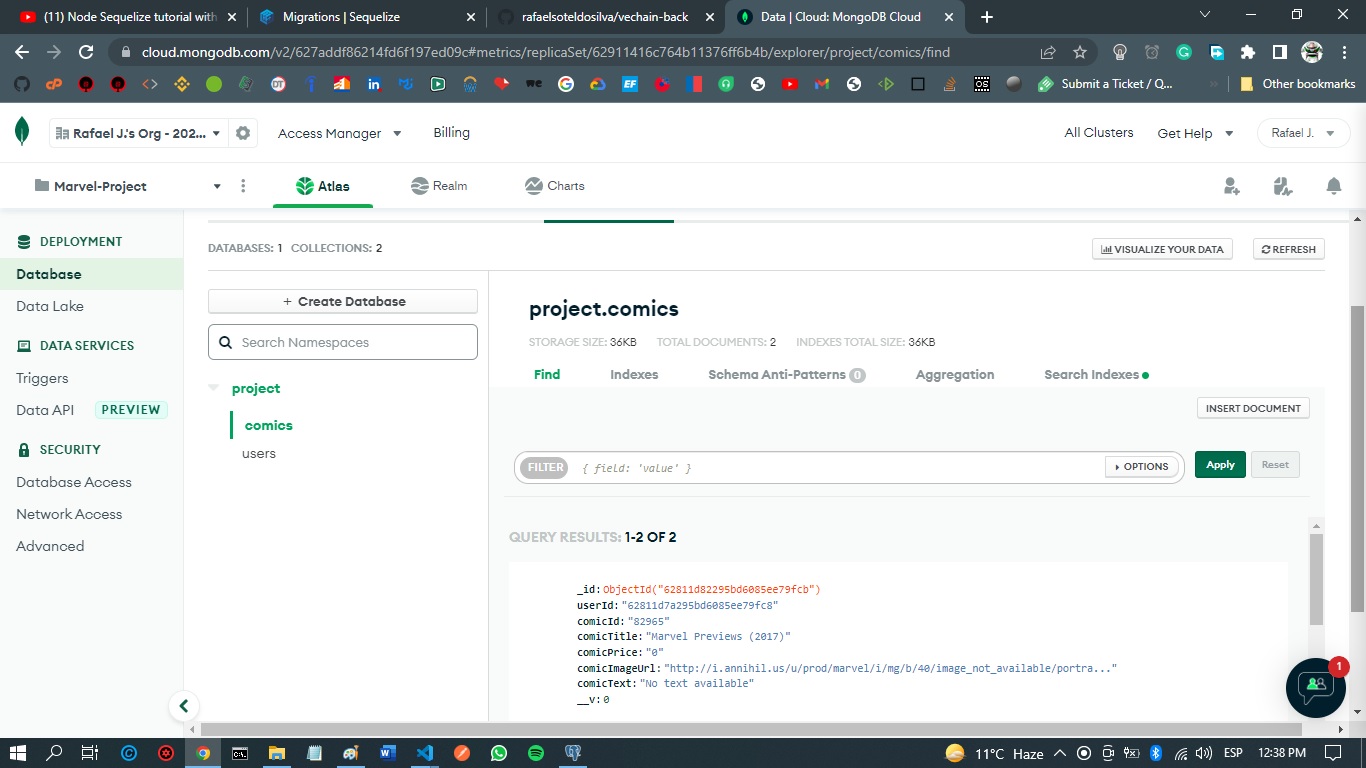 (11) Node Sequelize tutorial with
Migrations | Sequelize
rafaelsoteldosilva/vechain-back
Data | Cloud: MongoDB Cloud
cloud.mongodb.com/v2/627addf86214fd6f197ed09c#metrics/replicaSet/62911416c764b11376ff6b4b/explorer/project/comics/find
Submit a Ticket / Q...
Other bookmarks
Rafael J.'s Org - 202...
Access Manager
Billing
All Clusters
Get Help
Rafael J.
Marvel-Project
Atlas
Realm
Charts
DEPLOYMENT
Database
Data Lake
DATA SERVICES
Triggers
Data API PREVIEW
SECURITY
Database Access
Network Access
Advanced
DATABASES: 1 COLLECTIONS: 2
VISUALIZE YOUR DATA
REFRESH
+ Create Database
Search Namespaces
project
comics
users
project.comics
STORAGE SIZE: 36KB TOTAL DOCUMENTS: 2 INDEXES TOTAL SIZE: 36KB
Find Indexes Schema Anti-Patterns 0 Aggregation Search Indexes
INSERT DOCUMENT
FILTER { field: 'value' } OPTIONS Apply Reset
QUERY RESULTS: 1-2 OF 2
_id: ObjectId("62811d82295bd6085ee79fcb")
userId: "62811d7a295bd6085ee79fc8"
comicId: "82965"
comicTitle: "Marvel Previews (2017)"
comicPrice: "0"
comicImageUrl: "http://i.annihil.us/u/prod/marvel/i/mg/b/40/image_not_available/portra..."
comicText: "No text available"
__v: 0
1
11°C Haze ESP 12:38 PM